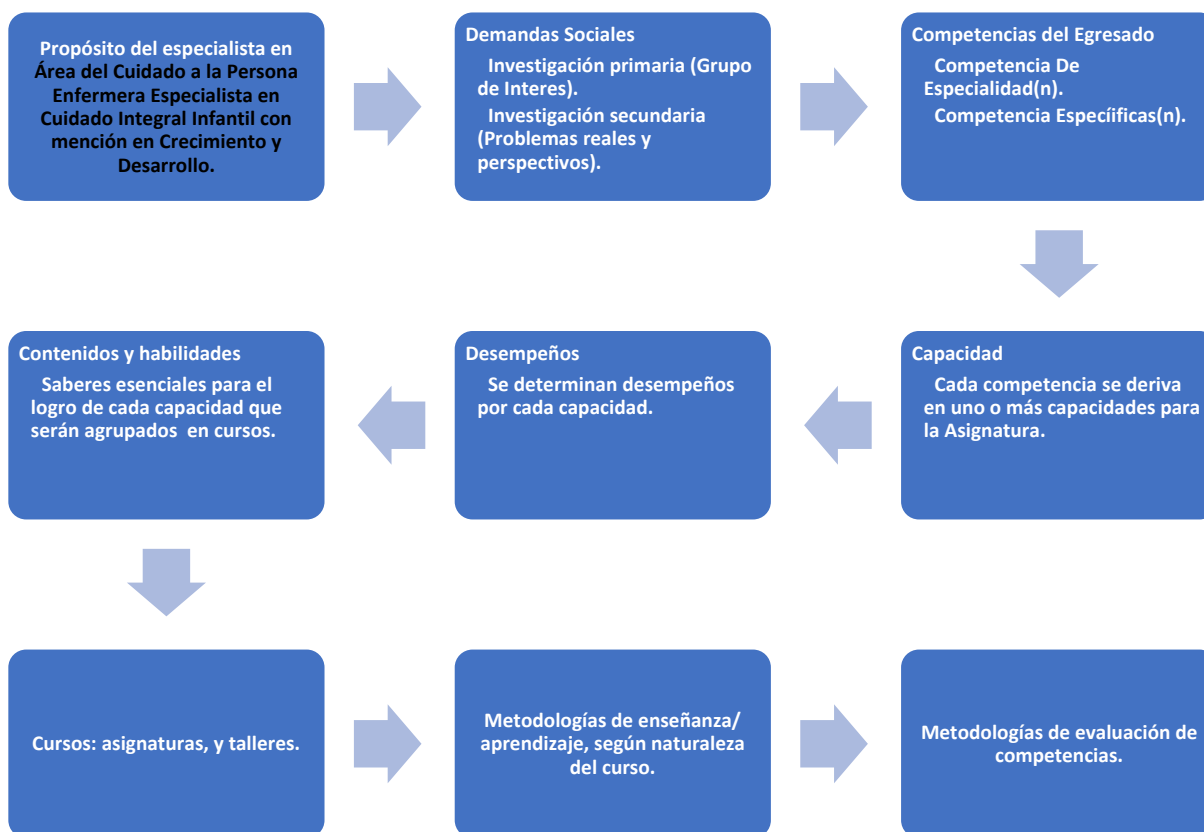 Propósito del especialista en
Área del Cuidado a la Persona
Enfermera Especialista en
Cuidado Integral Infantil con
mención en Crecimiento y
Desarrollo.
Demandas Sociales
Investigación primaria (Grupo
de Interes).
Investigación secundaria
(Problemas reales y
perspectivos).
Competencias del Egresado
Competencia De
Especialidad(n).
Competencia Específificas(n).
Capacidad
Cada competencia se deriva
en uno o más capacidades para
la Asignatura.
Desempeños
Se determinan desempeños
por cada capacidad.
Contenidos y habilidades
Saberes esenciales para el
logro de cada capacidad que
serán agrupados  en cursos.
Cursos: asignaturas, y talleres.
Metodologías de enseñanza/
aprendizaje, según naturaleza
del curso.
Metodologías de evaluación de
competencias.